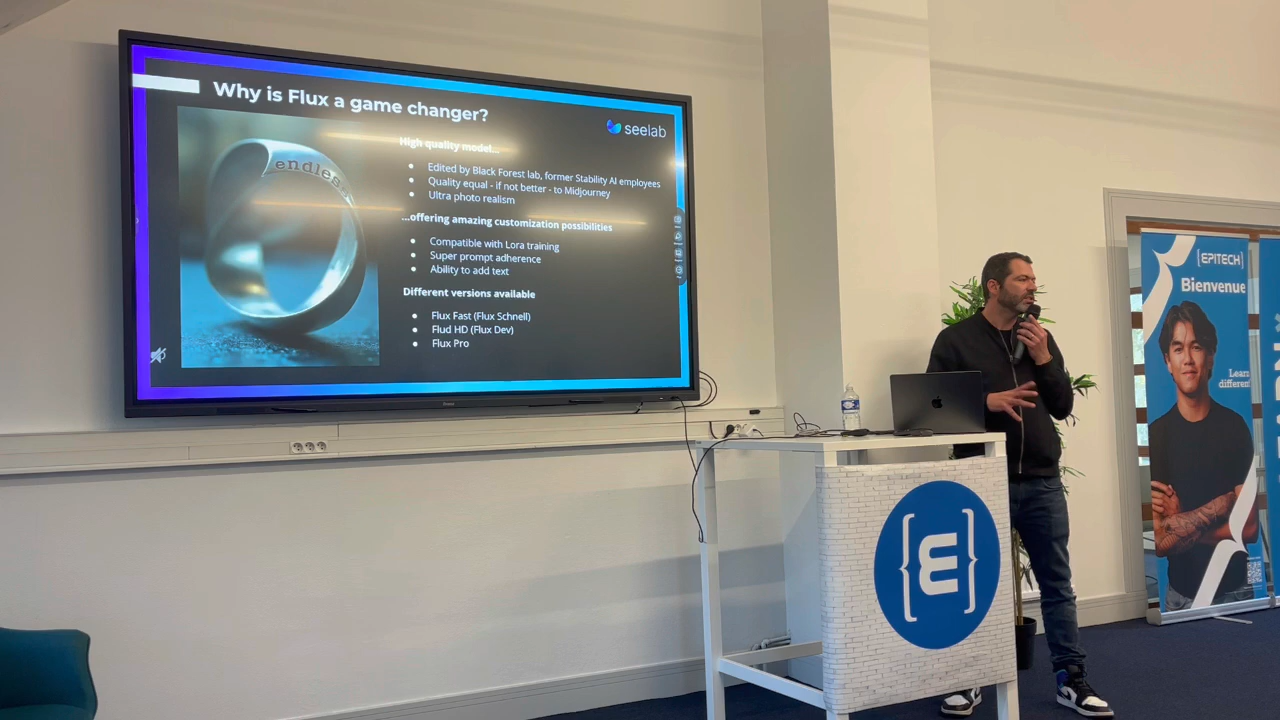 Why is Flux a game changer?
seelab
endless
High quality model...
Edited by Black Forest lab, former Stability AI employees
Quality equal - if not better - to Midjourney
Ultra photo realism
...offering amazing customization possibilities
Compatible with Lora training
Super prompt adherence
Ability to add text
Different versions available
Flux Fast (Flux Schnell)
Flud HD (Flux Dev)
Flux Pro
{E}
{EPITECH}
Bienvenue
Learn
different